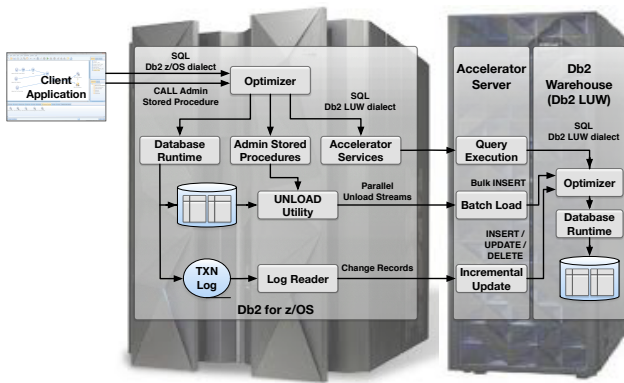 Client
Application
SQL
Db2 z/OS dialect
CALL Admin
Stored Procedure
Optimizer
SQL
Db2 LUW dialect
Database
Runtime
Admin Stored
Procedures
Accelerator
Services
UNLOAD
Utility
Parallel
Unload Streams
TXN
Log
Log Reader
Change Records
Db2 for z/OS
Accelerator
Server
Query
Execution
Bulk INSERT
Batch Load
INSERT /
UPDATE /
DELETE
Incremental
Update
Db2
Warehouse
(Db2 LUW)
SQL
Db2 LUW dialect
Optimizer
Database
Runtime